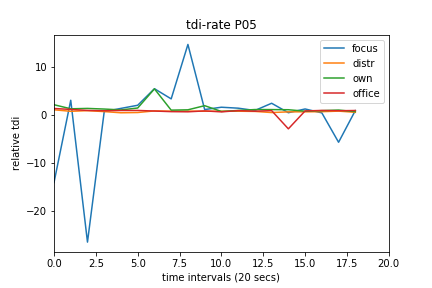 tdi-rate P05
focus
distr
own
office
10
0
−10
−20
relative tdi
0.0 2.5 5.0 7.5 10.0 12.5 15.0 17.5 20.0
time intervals (20 secs)